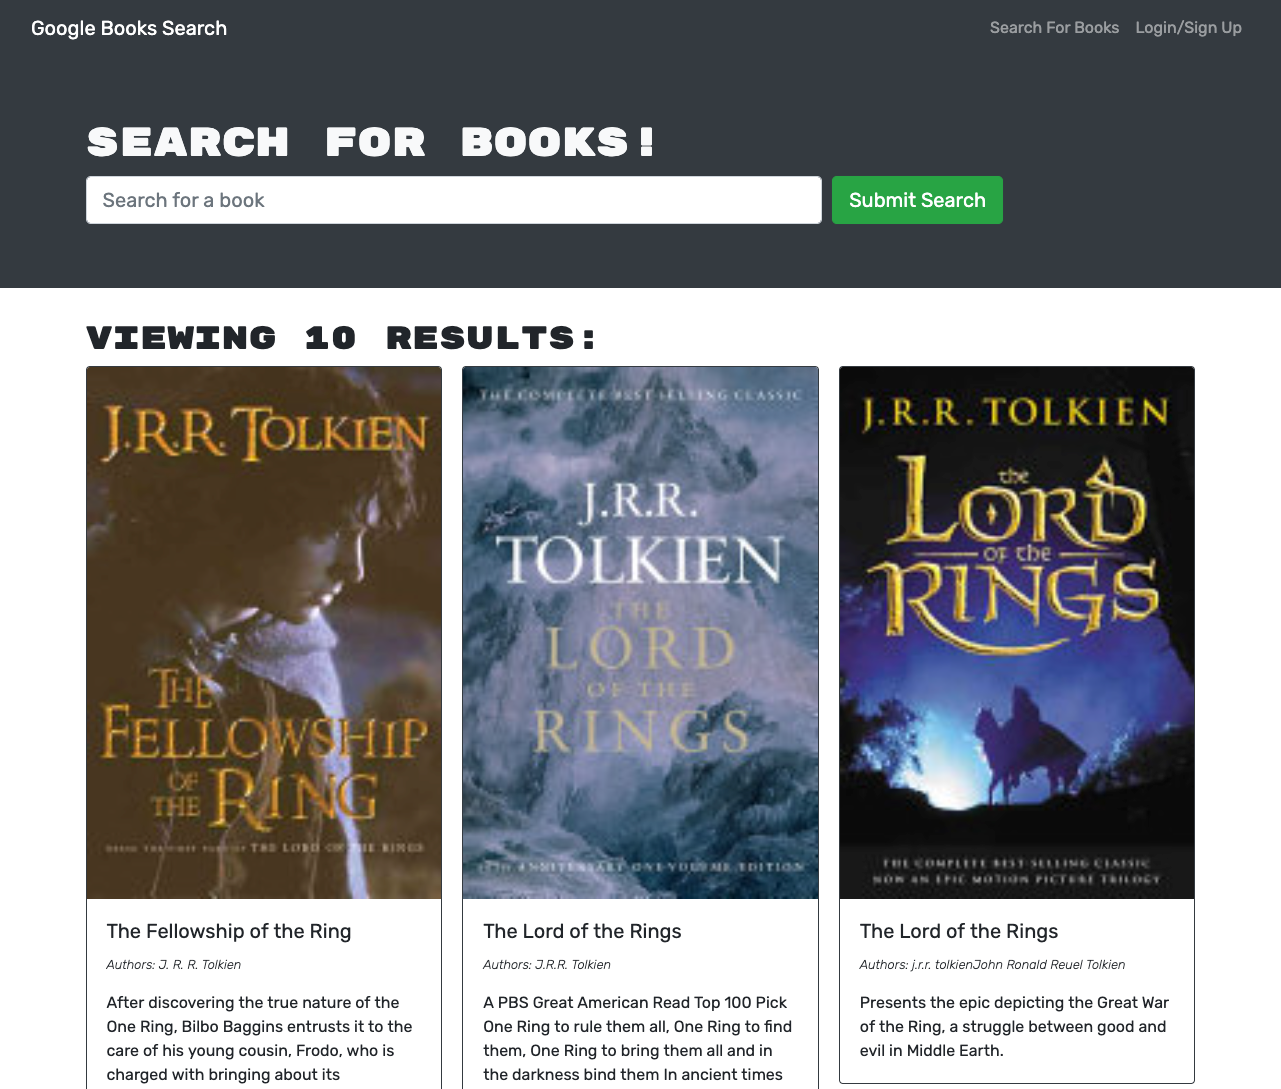 Google Books Search
Search For Books
Login/Sign Up
SEARCH FOR BOOKS!
Search for a book
Submit Search
VIEWING 10 RESULTS:
J.R.R. TOLKIEN
THE
FELLOWSHIP
OF
THE RING
BEING THE FIRST PART OF THE LORD OF THE RINGS
The Fellowship of the Ring
Authors: J. R. R. Tolkien
After discovering the true nature of the
One Ring, Bilbo Baggins entrusts it to the
care of his young cousin, Frodo, who is
charged with bringing about its
THE COMPLETE BEST-SELLING CLASSIC
J.R.R.
TOLKIEN
THE
LORD
OF THE
RINGS
ANNIVERSARY ONE-VOLUME EDITION
The Lord of the Rings
Authors: J.R.R. Tolkien
A PBS Great American Read Top 100 Pick
One Ring to rule them all, One Ring to find
them, One Ring to bring them all and in
the darkness bind them In ancient times
J.R.R. TOLKIEN
the
LORD
OF the
RINGS
THE COMPLETE BEST-SELLING CLASSIC
NOW AN EPIC MOTION PICTURE TRILOGY
The Lord of the Rings
Authors: j.r.r. tolkienJohn Ronald Reuel Tolkien
Presents the epic depicting the Great War
of the Ring, a struggle between good and
evil in Middle Earth.